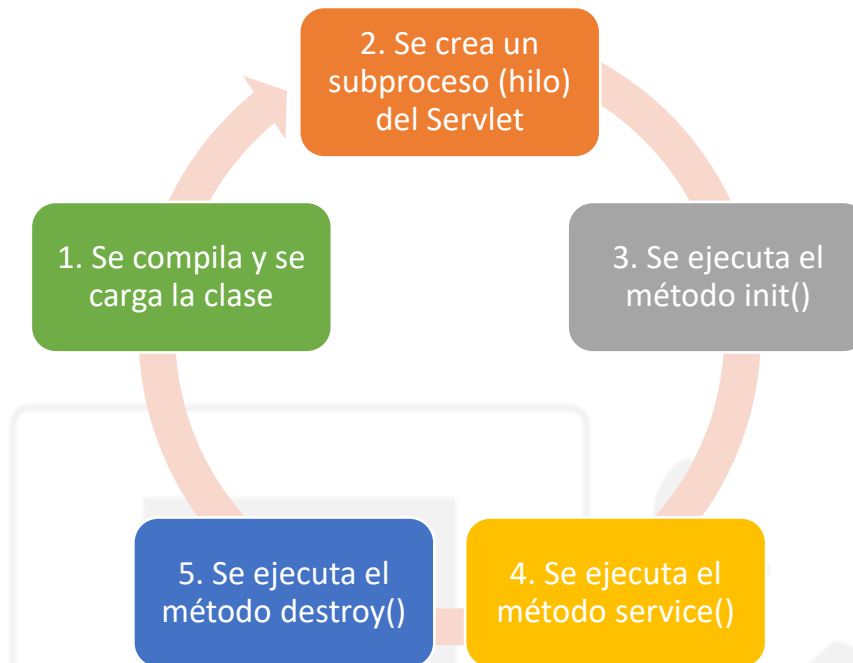 2. Se crea un
subproceso (hilo)
del Servlet
1. Se compila y se
carga la clase
3. Se ejecuta el
método init()
5. Se ejecuta el
método destroy()
4. Se ejecuta el
método service()